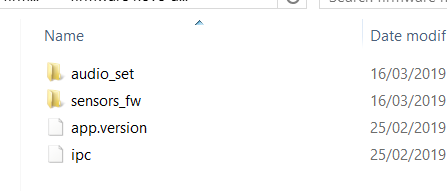 Search
Name Date modif
audio_set 16/03/2019
sensors_fw 16/03/2019
app.version 25/02/2019
ipc 25/02/2019